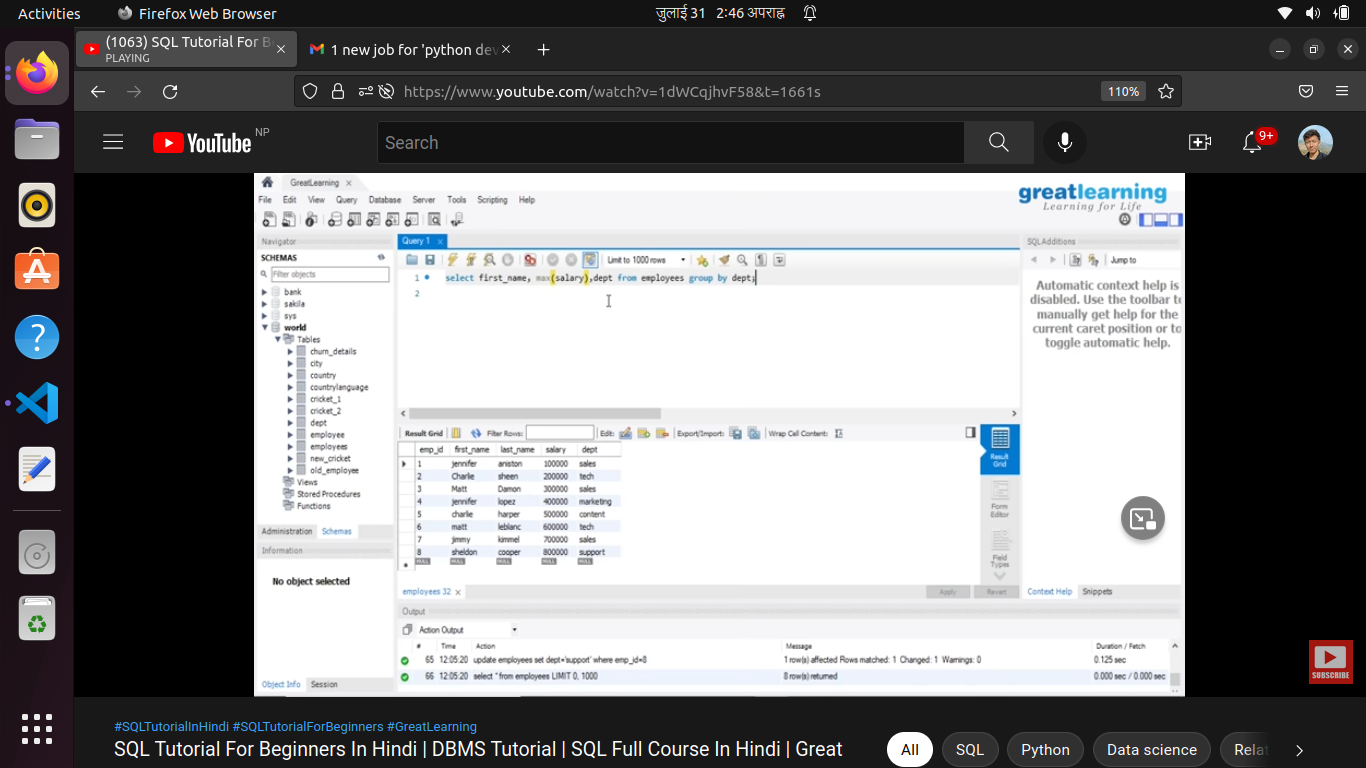 Activities
Firefox Web Browser
जुलाई 31 2:46 अपराह्न
(1063) SQL Tutorial For B
PLAYING
1 new job for 'python dev
https://www.youtube.com/watch?v=1dWCqjhvF58&t=1661s
110%
YouTube NP
Search
9+
GreatLearning
File Edit View Query Database Server Tools Scripting Help
greatlearning
Learning for Life
Navigator
SCHEMAS
Filter objects
bank
sakila
sys
world
Tables
churn_details
city
country
countrylanguage
cricket_1
cricket_2
dept
employee
employees
new_cricket
old_employee
Views
Stored Procedures
Functions
Administration Schemas
Information
No object selected
Object Info Session
Query 1
Limit to 1000 rows
1 select first_name, max(salary),dept from employees group by dept;
2
SQLAdditions
Jump to
Automatic context help is
disabled. Use the toolbar to
manually get help for the
current caret position or to
toggle automatic help.
Result Grid Filter Rows: Edit: Export/Import: Wrap Cell Content:
emp_id first_name last_name salary dept
1 jennifer aniston 100000 sales
2 Charlie sheen 200000 tech
3 Matt Damon 300000 sales
4 jennifer lopez 400000 marketing
5 charlie harper 500000 content
6 matt leblanc 600000 tech
7 jimmy kimmel 700000 sales
8 sheldon cooper 800000 support
NULL NULL NULL NULL NULL
Result
Grid
Form
Editor
Field
Types
employees 32
Apply Revert
Context Help Snippets
Output
Action Output
# Time Action Message Duration / Fetch
65 12:05:20 update employees set dept='support' where emp_id=8 1 row(s) affected Rows matched: 1 Changed: 1 Warnings: 0 0.125 sec
66 12:05:20 select * from employees LIMIT 0, 1000 8 row(s) returned 0.000 sec / 0.000 sec
SUBSCRIBE
#SQLTutorialInHindi #SQLTutorialForBeginners #GreatLearning
SQL Tutorial For Beginners In Hindi | DBMS Tutorial | SQL Full Course In Hindi | Great
All SQL Python Data science Relat